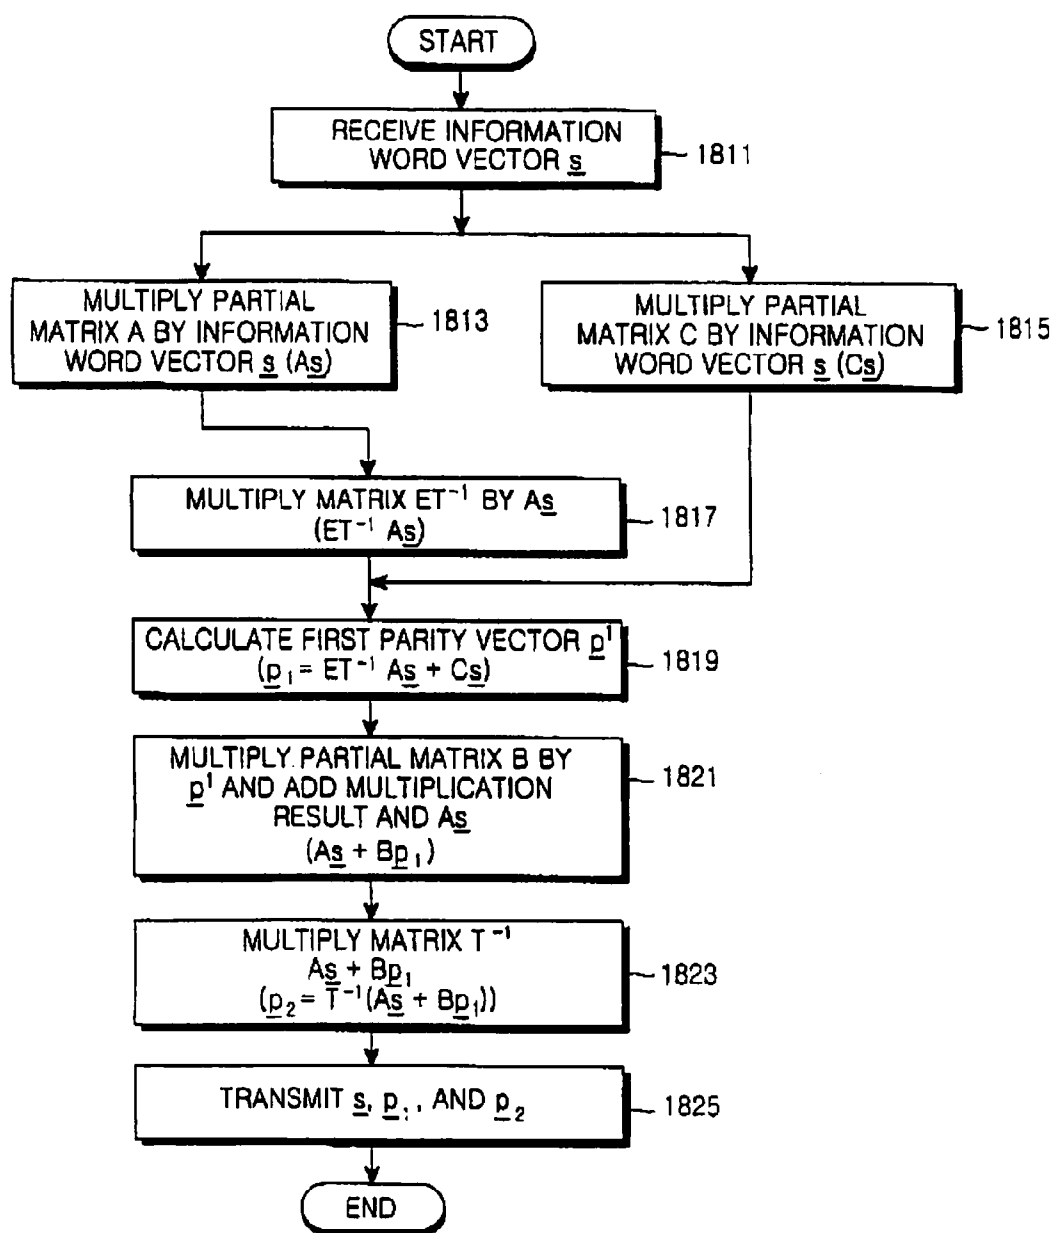 START
RECEIVE INFORMATION
WORD VECTOR s
1811
MULTIPLY PARTIAL
MATRIX A BY INFORMATION
WORD VECTOR s (As)
1813
MULTIPLY PARTIAL
MATRIX C BY INFORMATION
WORD VECTOR s (Cs)
1815
MULTIPLY MATRIX ET⁻¹ BY As
(ET⁻¹ As)
1817
CALCULATE FIRST PARITY VECTOR p¹
(p₁ = ET⁻¹ As + Cs)
1819
MULTIPLY PARTIAL MATRIX B BY
p¹ AND ADD MULTIPLICATION
RESULT AND As
(As + Bp₁)
1821
MULTIPLY MATRIX T⁻¹
As + Bp₁
(p₂ = T⁻¹(As + Bp₁))
1823
TRANSMIT s, p₁, AND p₂
1825
END